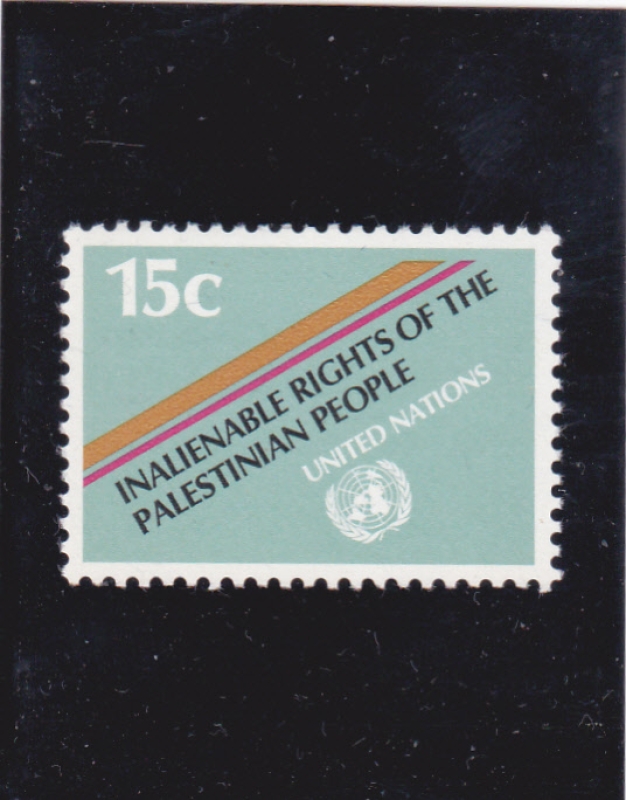 15c
INALIENABLE RIGHTS OF THE
PALESTINIAN PEOPLE
UNITED NATIONS